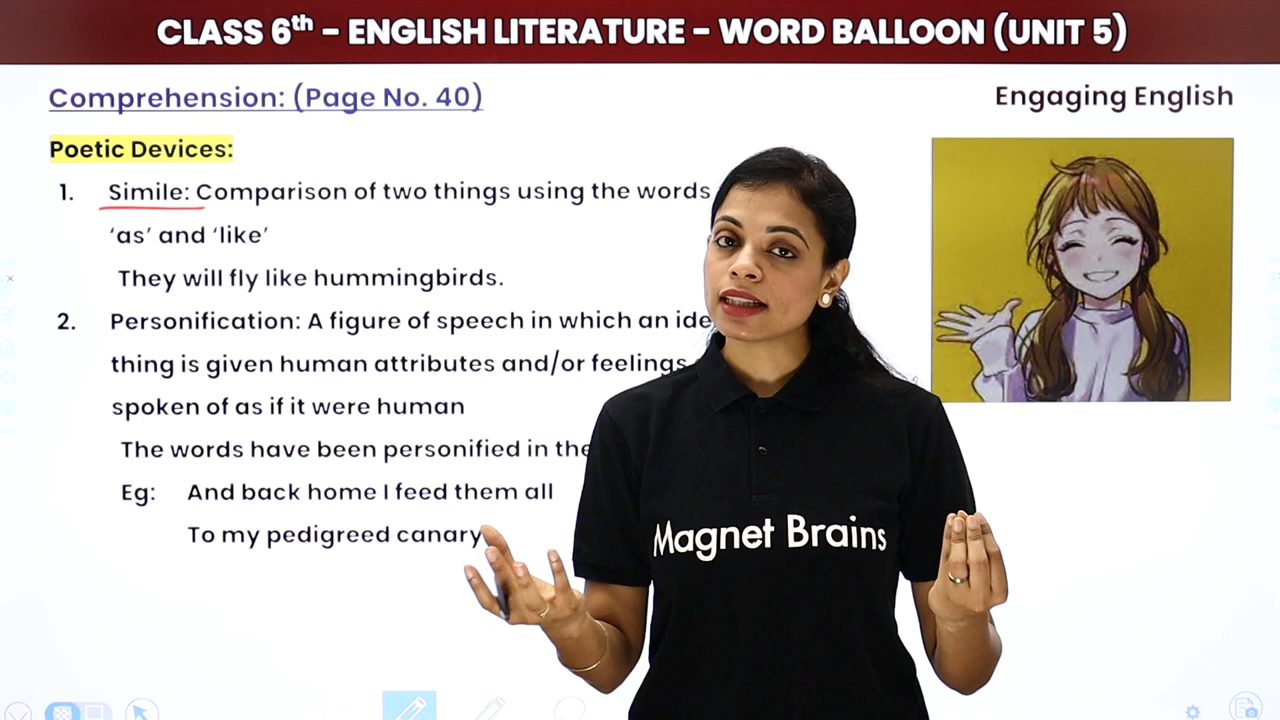 CLASS 6th – ENGLISH LITERATURE – WORD BALLOON (UNIT 5)
Comprehension: (Page No. 40)
Engaging English
Poetic Devices:
1. Simile: Comparison of two things using the words
‘as’ and ‘like’
They will fly like hummingbirds.
2. Personification: A figure of speech in which an
thing is given human attributes and/or feelings
spoken of as if it were human
The words have been personified in the
Eg: And back home I feed them all
To my pedigreed canary
Magnet Brains